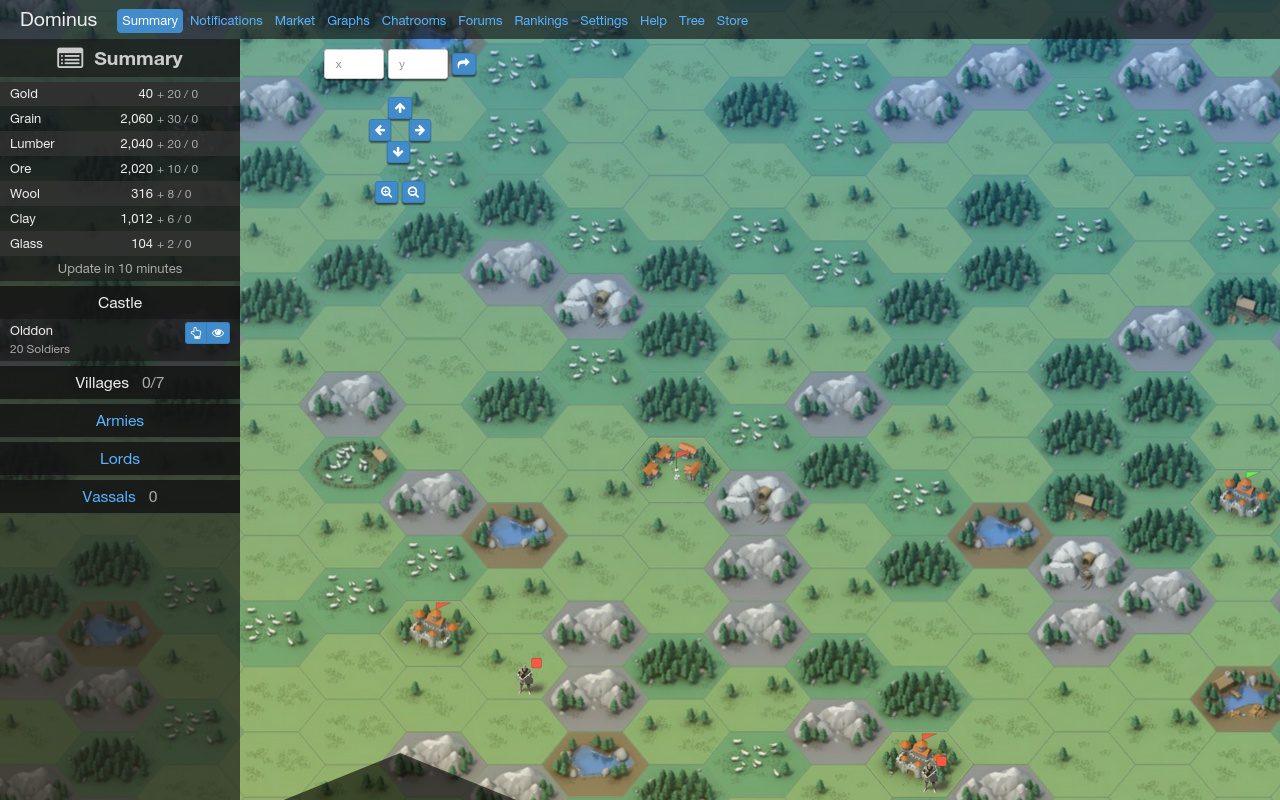 Dominus Summary Notifications Market Graphs Chatrooms Forums Rankings Settings Help Tree Store
Summary
x y
Gold 40 + 20 / 0
Grain 2,060 + 30 / 0
Lumber 2,040 + 20 / 0
Ore 2,020 + 10 / 0
Wool 316 + 8 / 0
Clay 1,012 + 6 / 0
Glass 104 + 2 / 0
Update in 10 minutes
Castle
Olddon
20 Soldiers
Villages 0/7
Armies
Lords
Vassals 0